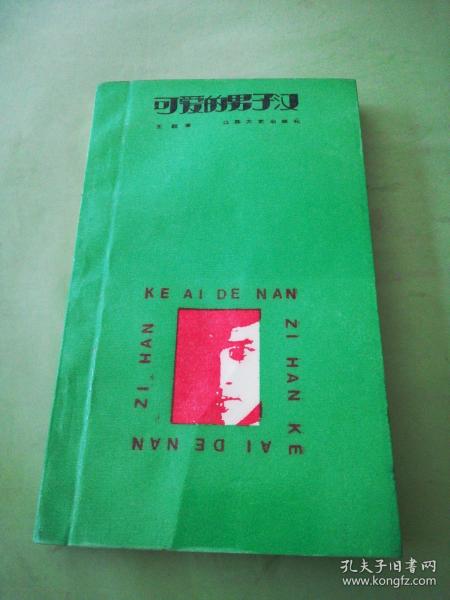 可爱的男子汉
王 著 江苏文艺出版社
KE AI DE NAN
ZI HAN KE
AI DE NAN
ZI HAN
孔夫子旧书网
www.kongfz.com